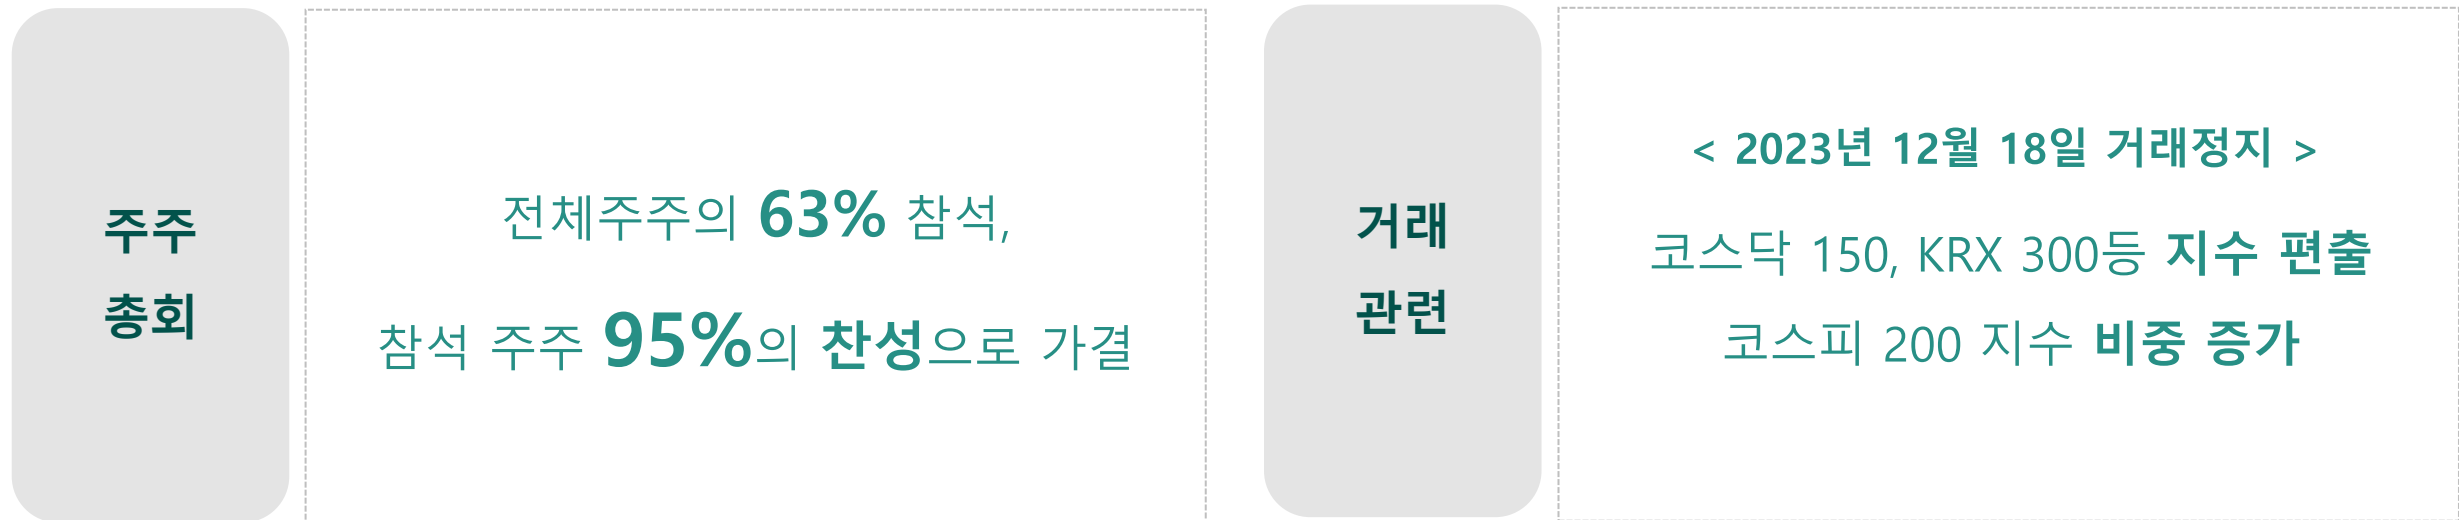 주주
총회
전체주주의 63% 참석,
참석 주주 95%의 찬성으로 가결
거래
관련
< 2023년 12월 18일 거래정지 >
코스닥 150, KRX 300등 지수 편출
코스피 200 지수 비중 증가